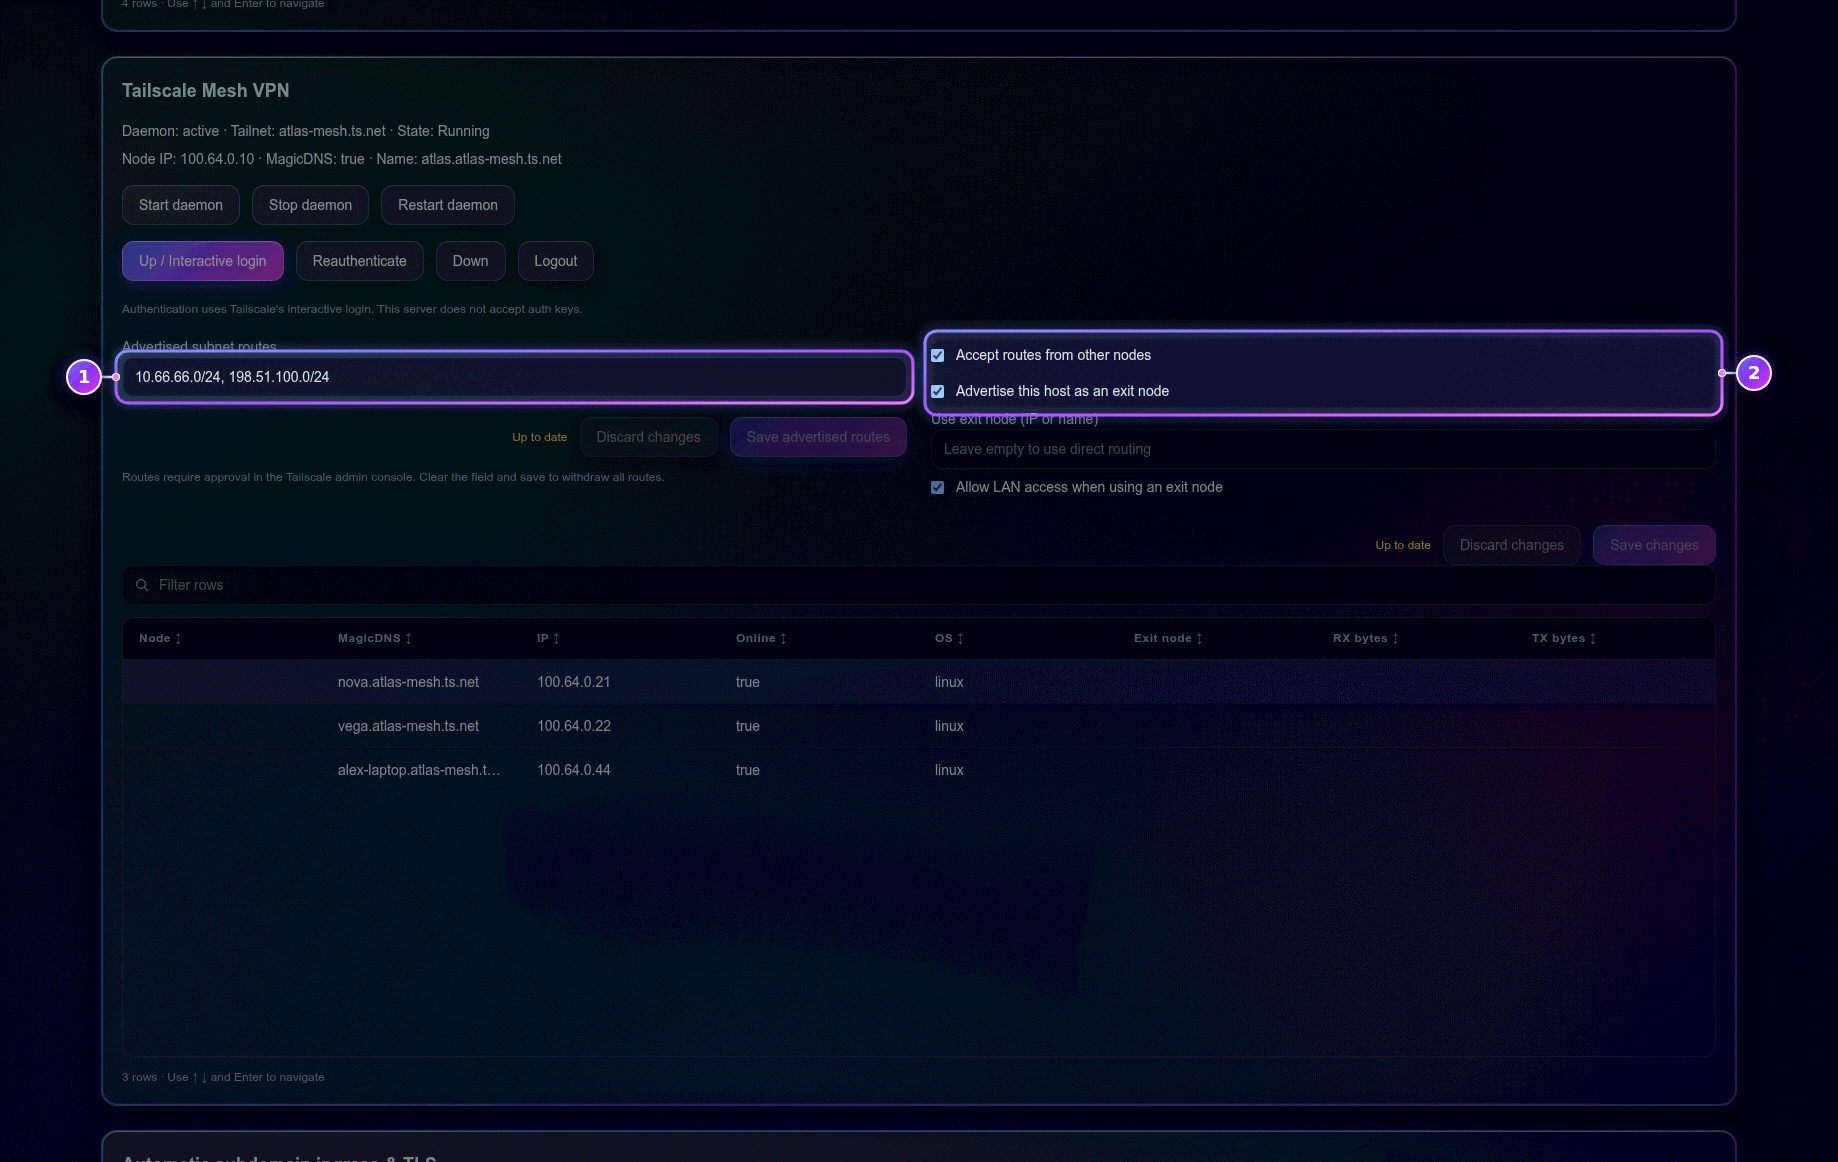 4 rows · Use ↑ ↓ and Enter to navigate
Tailscale Mesh VPN
Daemon: active · Tailnet: atlas-mesh.ts.net · State: Running
Node IP: 100.64.0.10 · MagicDNS: true · Name: atlas.atlas-mesh.ts.net
Start daemon Stop daemon Restart daemon
Up / Interactive login Reauthenticate Down Logout
Authentication uses Tailscale's interactive login. This server does not accept auth keys.
Advertised subnet routes
1 10.66.66.0/24, 198.51.100.0/24
Up to date Discard changes Save advertised routes
Routes require approval in the Tailscale admin console. Clear the field and save to withdraw all routes.
Accept routes from other nodes
2
Advertise this host as an exit node
Use exit node (IP or name)
Leave empty to use direct routing
Allow LAN access when using an exit node
Up to date Discard changes Save changes
Filter rows
Node ↕ MagicDNS ↕ IP ↕ Online ↕ OS ↕ Exit node ↕ RX bytes ↕ TX bytes ↕
nova.atlas-mesh.ts.net 100.64.0.21 true linux
vega.atlas-mesh.ts.net 100.64.0.22 true linux
alex-laptop.atlas-mesh.t… 100.64.0.44 true linux
3 rows · Use ↑ ↓ and Enter to navigate
Automatic subdomain ingress & TLS